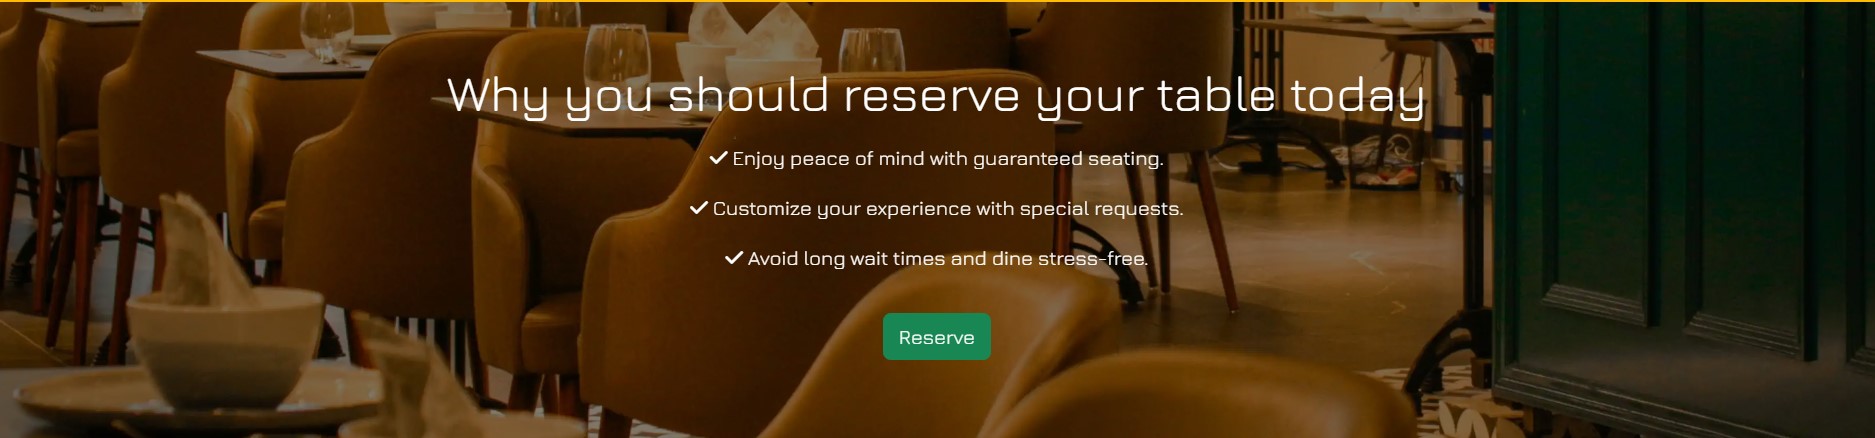 Why you should reserve your table today
Enjoy peace of mind with guaranteed seating.
Customize your experience with special requests.
Avoid long wait times and dine stress-free.
Reserve